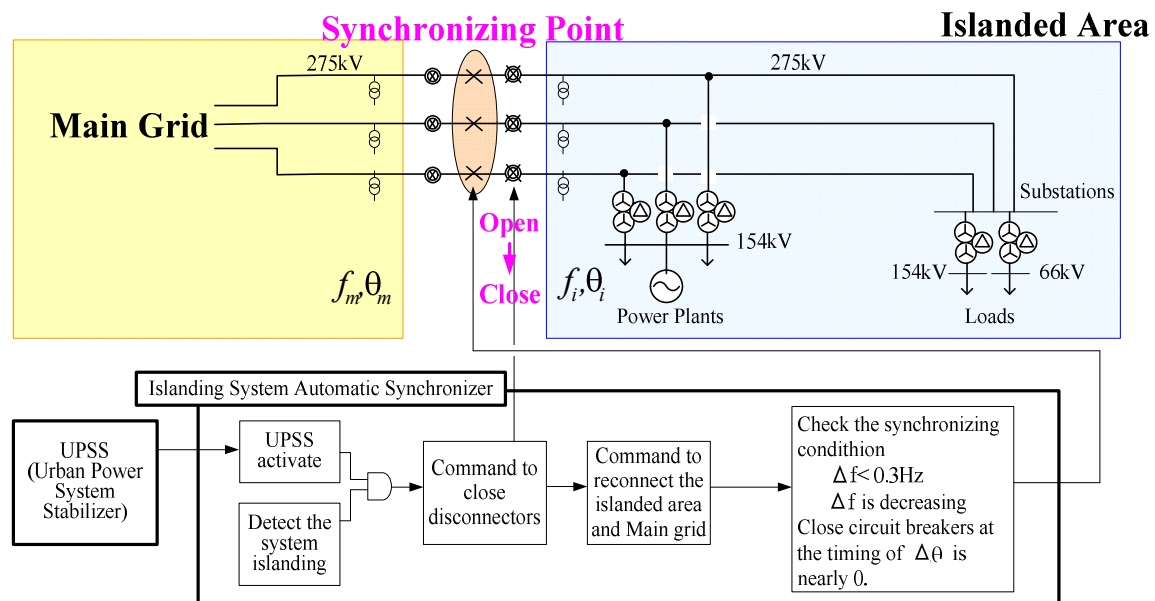 Synchronizing Point
Islanded Area
275kV
275kV
Main Grid
Substations
Open
154kV
Close
fm,θm
fi,θi
154kV
66kV
Power Plants
Loads
Islanding System Automatic Synchronizer
UPSS
(Urban Power
System
Stabilizer)
UPSS
activate
Detect the
system
islanding
Command to
close
disconnectors
Command to
reconnect the
islanded area
and Main grid
Check the synchronizing
condithion
Δf< 0.3Hz
Δf is decreasing
Close circuit breakers at
the timing of Δθ is
nearly 0.